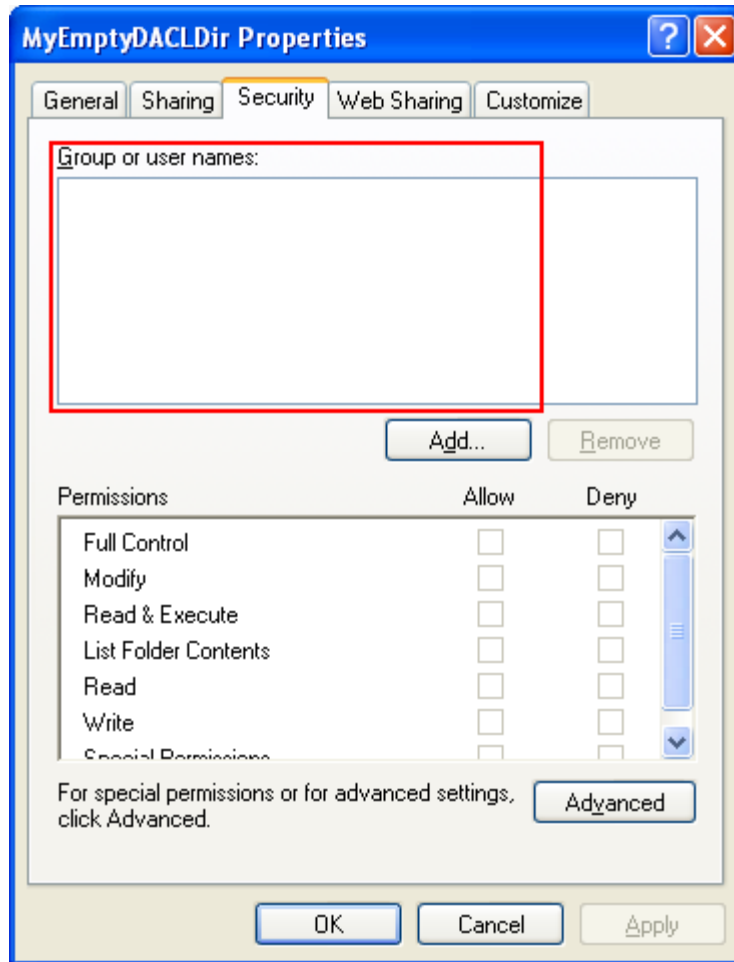 MyEmptyDACLDir Properties
General Sharing Security Web Sharing Customize
Group or user names:
Add... Remove
Permissions Allow Deny
Full Control
Modify
Read & Execute
List Folder Contents
Read
Write
Special Permissions
For special permissions or for advanced settings,
click Advanced.
Advanced
OK Cancel Apply